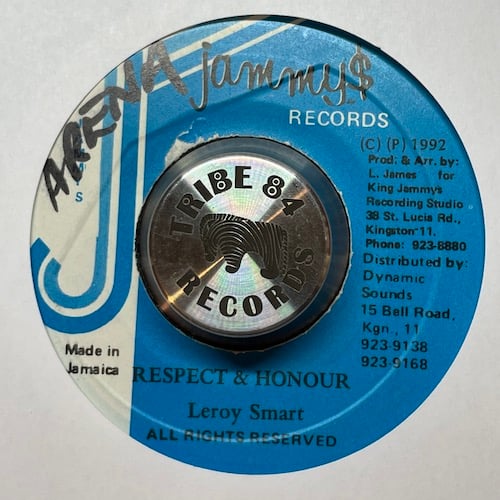 ARENA
jammy$
RECORDS
(C) (P) 1992
Prod: & Arr. by:
L. James for
King Jammys
Recording Studio
38 St. Lucia Rd.,
Kingston 11.
Phone: 923-8880
Distributed by:
Dynamic
Sounds
15 Bell Road,
Kgn., 11
923-9138
923-9168
TRIBE 84
RECORDS
Made in
Jamaica
RESPECT & HONOUR
Leroy Smart
ALL RIGHTS RESERVED